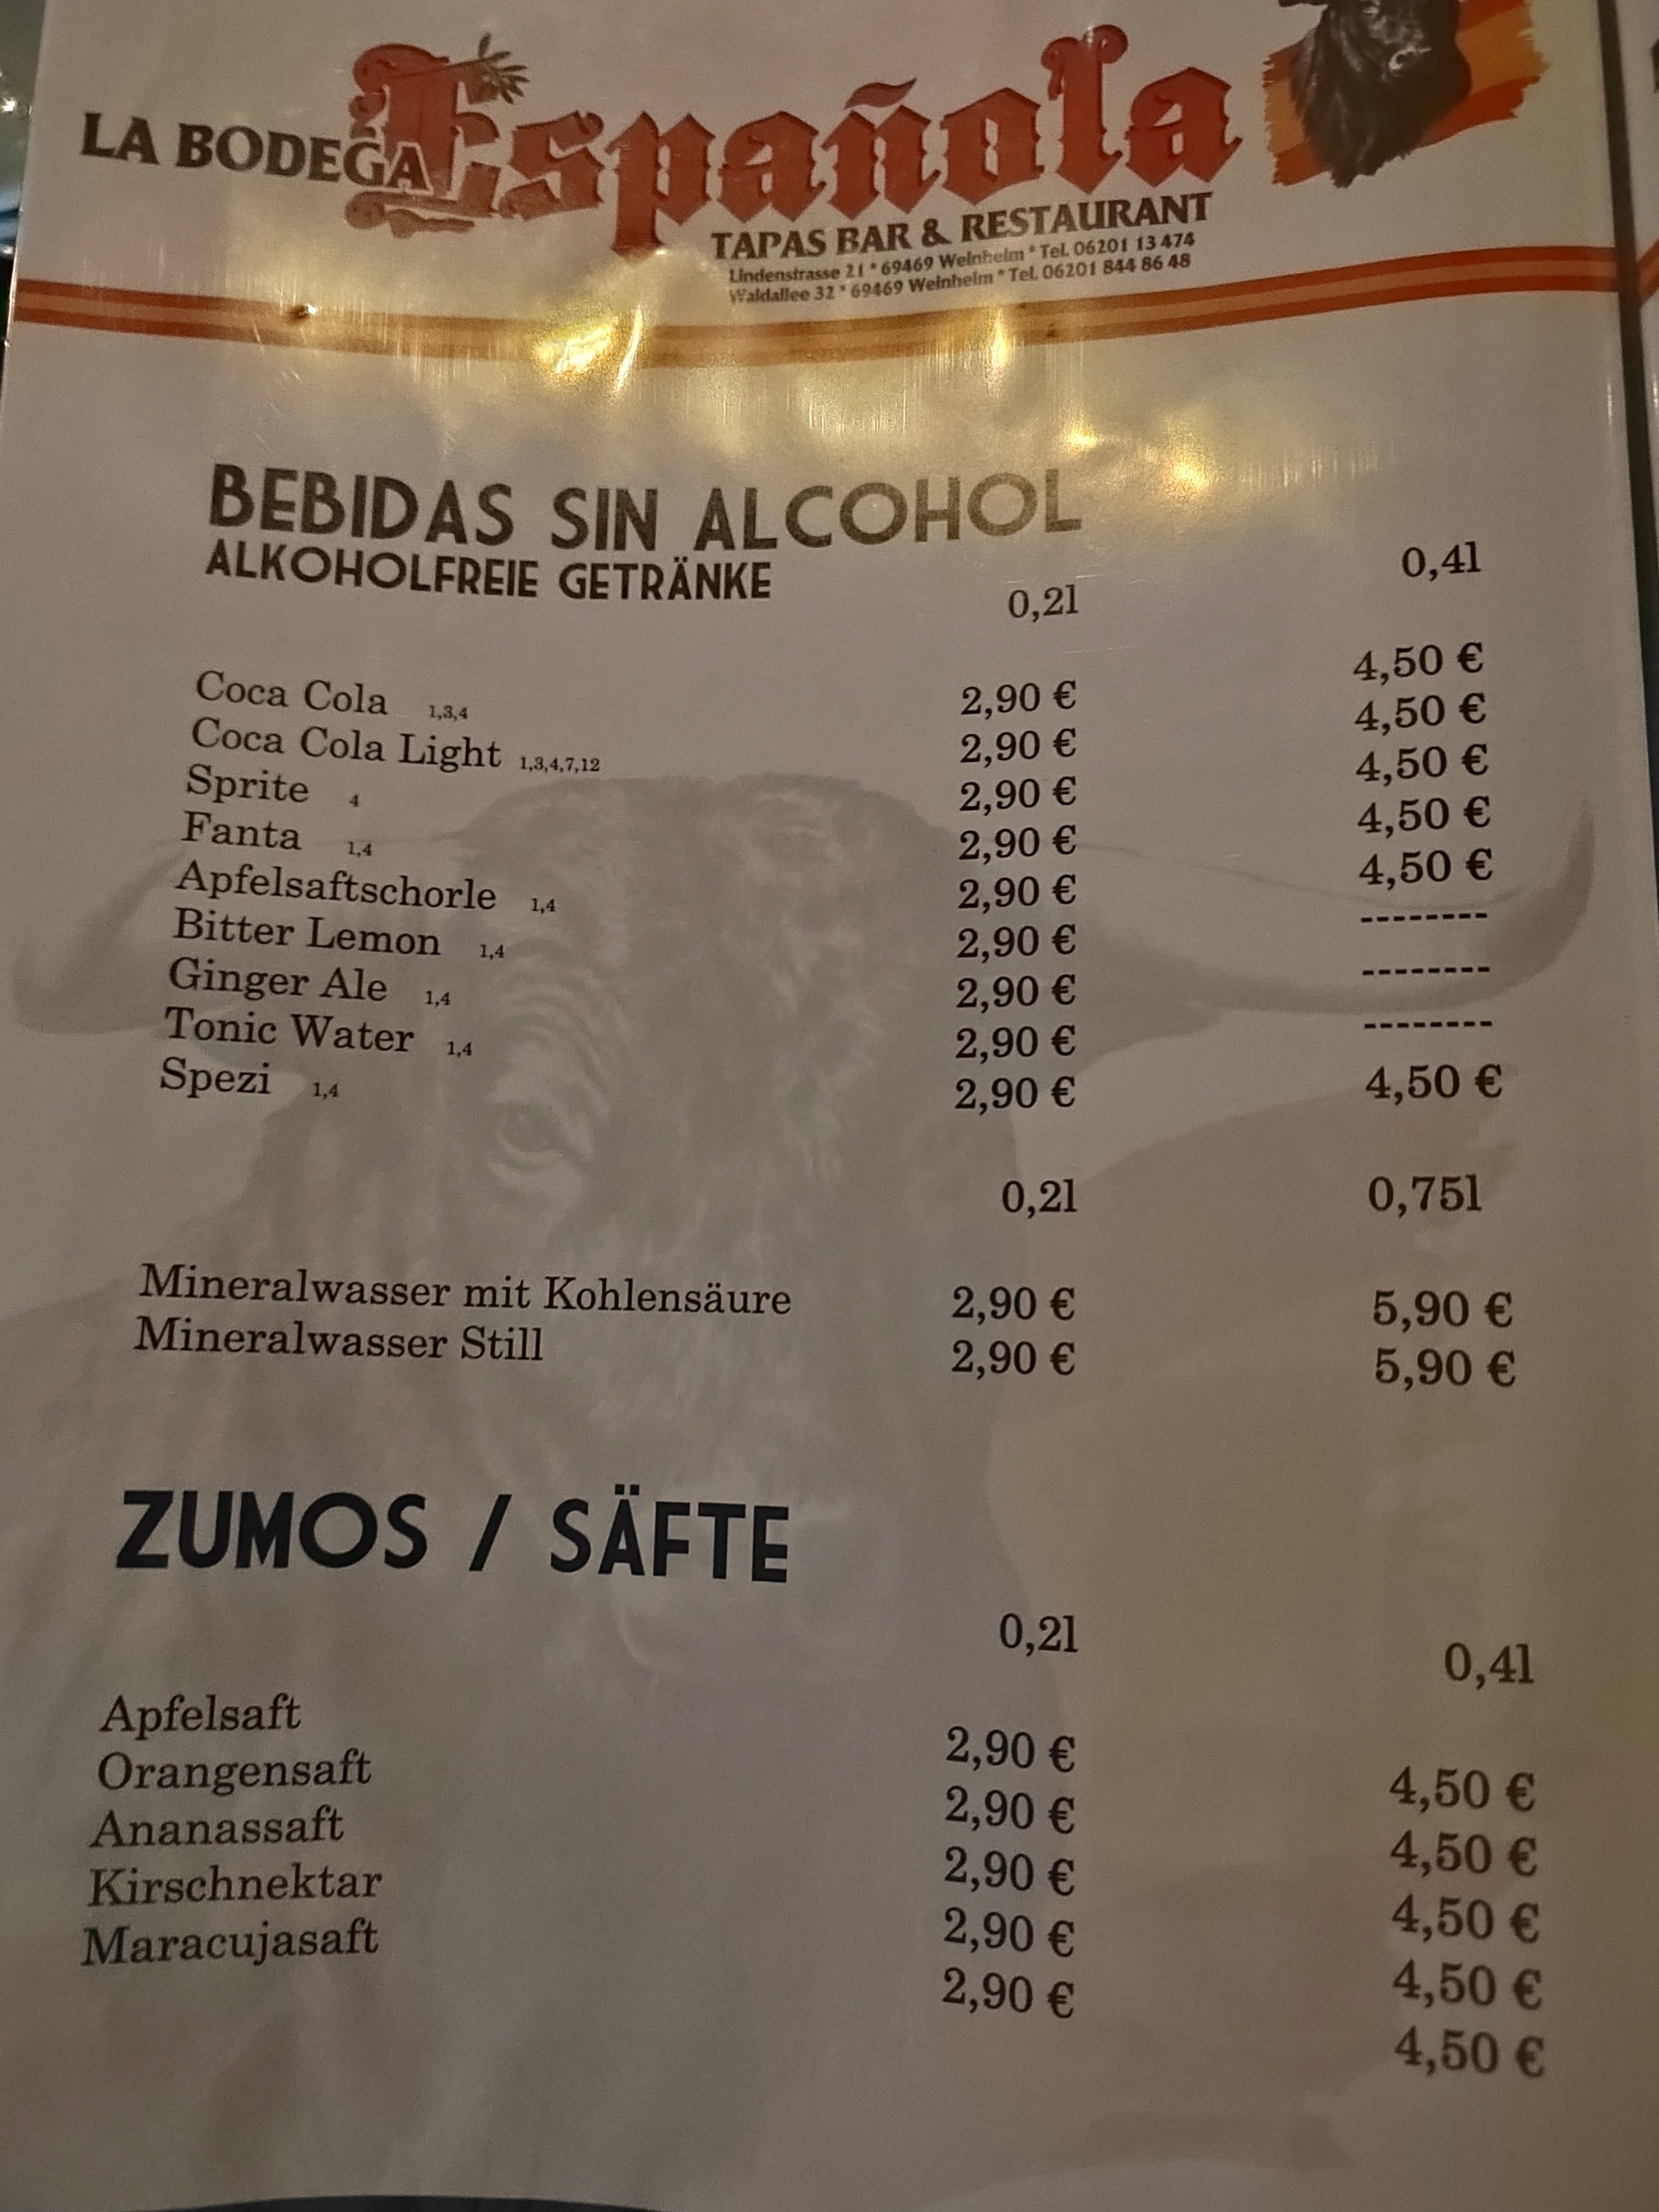 LA BODEGA Española
TAPAS BAR & RESTAURANT
Lindenstrasse 21 * 69469 Weinheim * Tel. 06201 13 474
Waldallee 32 * 69469 Weinheim * Tel. 06201 844 86 48
BEBIDAS SIN ALCOHOL
ALKOHOLFREIE GETRÄNKE
0,2l 0,4l
Coca Cola 1,3,4 2,90 € 4,50 €
Coca Cola Light 1,3,4,7,12 2,90 € 4,50 €
Sprite 4 2,90 € 4,50 €
Fanta 1,4 2,90 € 4,50 €
Apfelsaftschorle 1,4 2,90 € 4,50 €
Bitter Lemon 1,4 2,90 € --------
Ginger Ale 1,4 2,90 € --------
Tonic Water 1,4 2,90 € --------
Spezi 1,4 2,90 € 4,50 €
0,2l 0,75l
Mineralwasser mit Kohlensäure 2,90 € 5,90 €
Mineralwasser Still 2,90 € 5,90 €
ZUMOS / SÄFTE
0,2l 0,4l
Apfelsaft 2,90 € 4,50 €
Orangensaft 2,90 € 4,50 €
Ananassaft 2,90 € 4,50 €
Kirschnektar 2,90 € 4,50 €
Maracujasaft 2,90 € 4,50 €